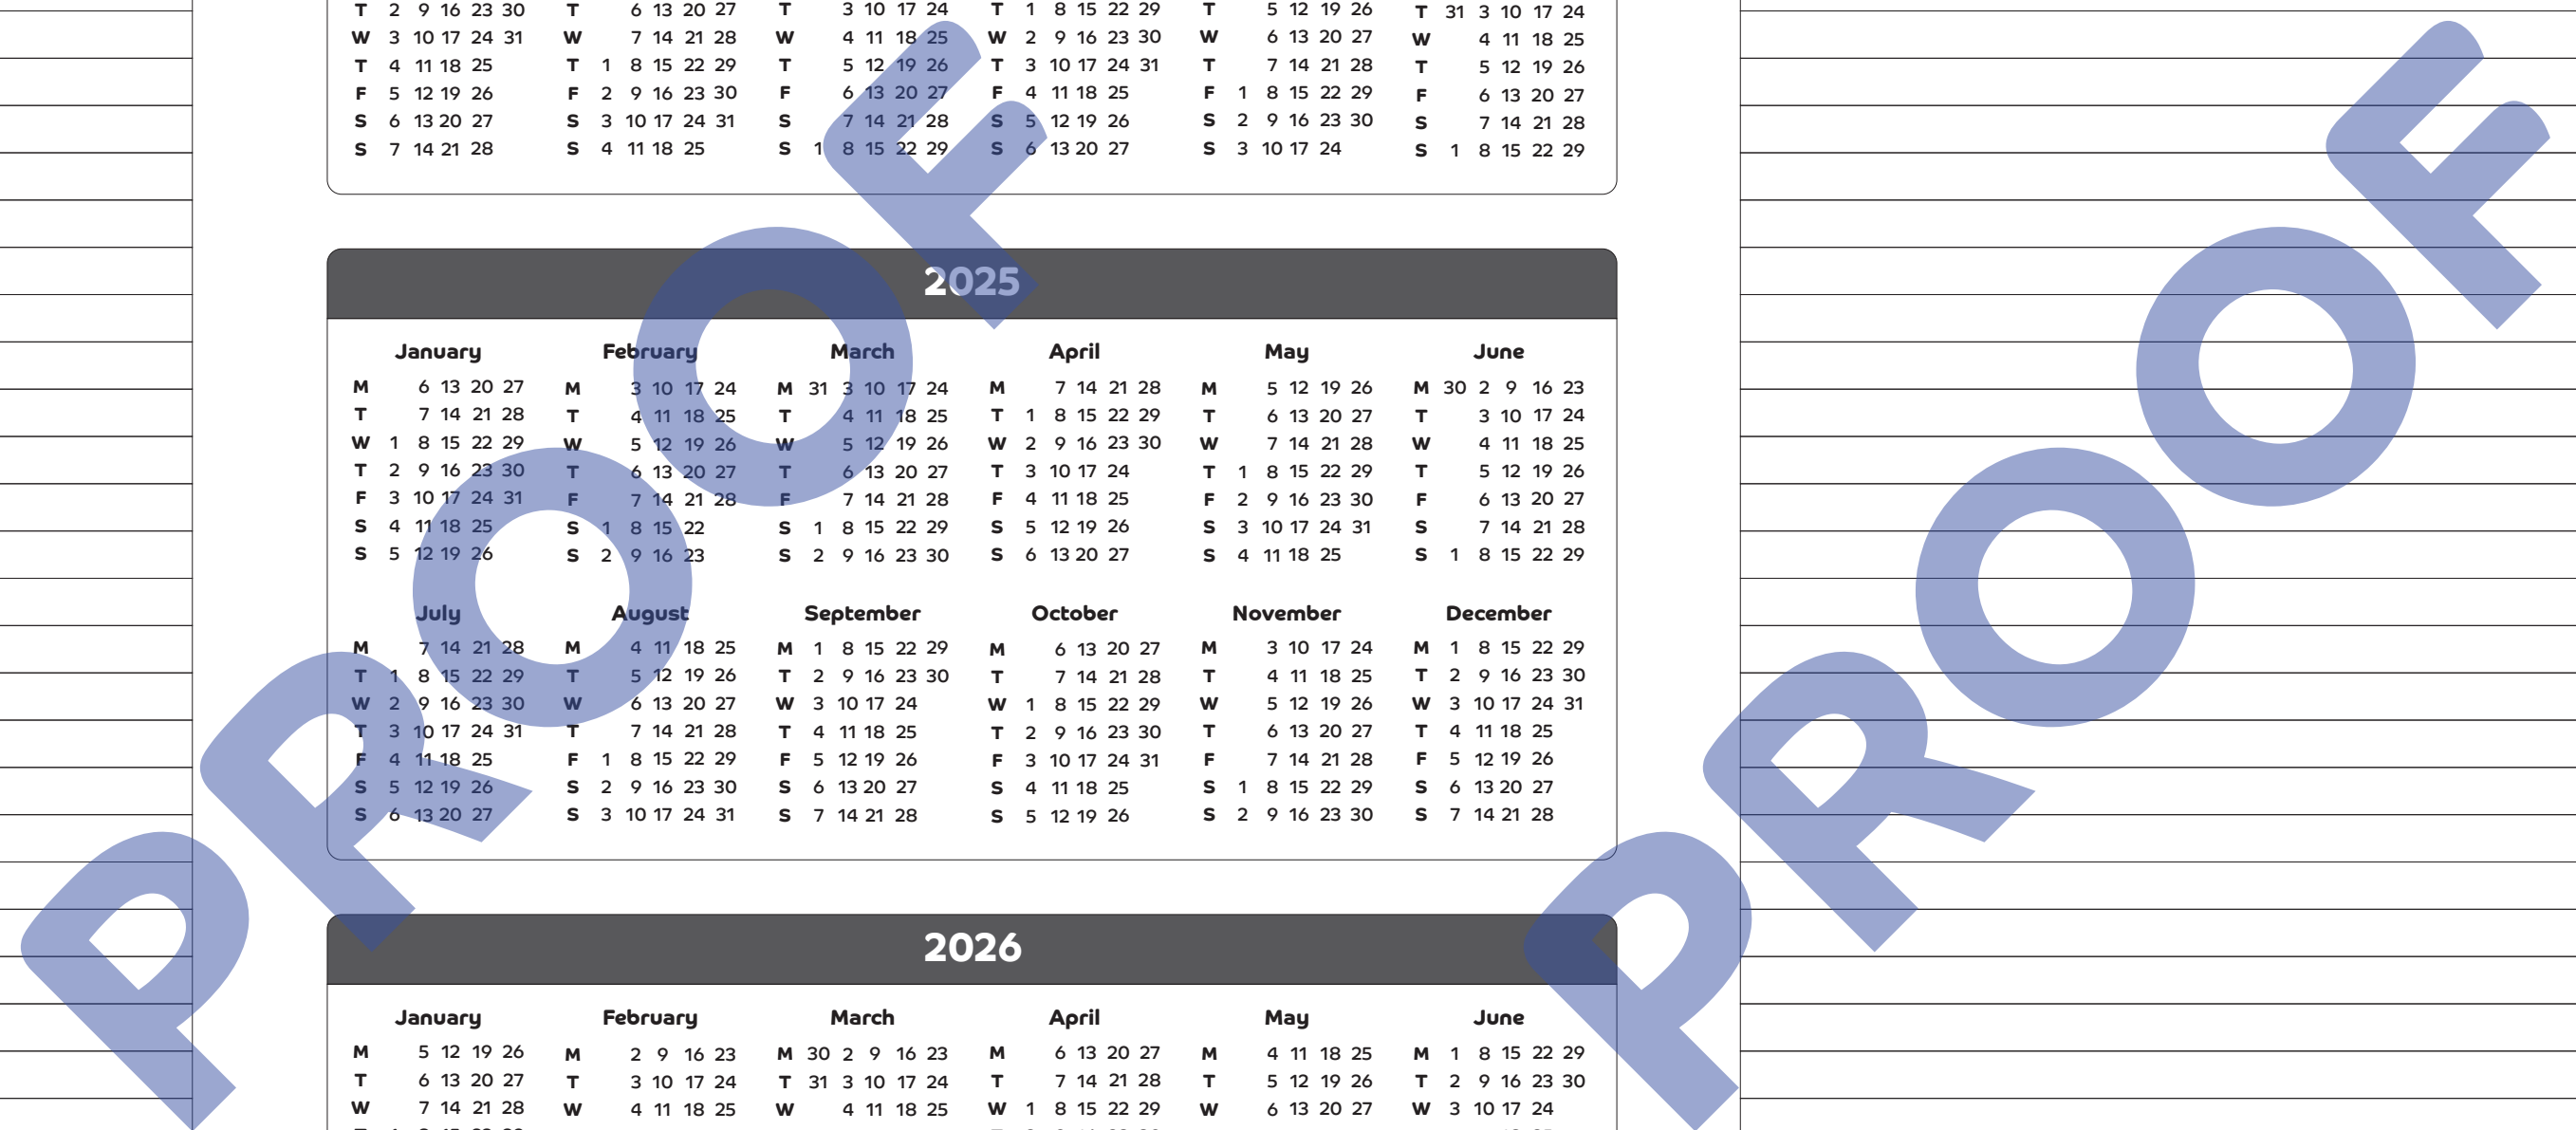 T 2 9 16 23 30 T 6 13 20 27 T 3 10 17 24 T 1 8 15 22 29 T 5 12 19 26 T 31 3 10 17 24
W 3 10 17 24 31 W 7 14 21 28 W 4 11 18 25 W 2 9 16 23 30 W 6 13 20 27 W 4 11 18 25
T 4 11 18 25 T 1 8 15 22 29 T 5 12 19 26 T 3 10 17 24 31 T 7 14 21 28 T 5 12 19 26
F 5 12 19 26 F 2 9 16 23 30 F 6 13 20 27 F 4 11 18 25 F 1 8 15 22 29 F 6 13 20 27
S 6 13 20 27 S 3 10 17 24 31 S 7 14 21 28 S 5 12 19 26 S 2 9 16 23 30 S 7 14 21 28
S 7 14 21 28 S 4 11 18 25 S 1 8 15 22 29 S 6 13 20 27 S 3 10 17 24 S 1 8 15 22 29
2025
January February March April May June
M 6 13 20 27 M 3 10 17 24 M 31 3 10 17 24 M 7 14 21 28 M 5 12 19 26 M 30 2 9 16 23
T 7 14 21 28 T 4 11 18 25 T 4 11 18 25 T 1 8 15 22 29 T 6 13 20 27 T 3 10 17 24
W 1 8 15 22 29 W 5 12 19 26 W 5 12 19 26 W 2 9 16 23 30 W 7 14 21 28 W 4 11 18 25
T 2 9 16 23 30 T 6 13 20 27 T 6 13 20 27 T 3 10 17 24 T 1 8 15 22 29 T 5 12 19 26
F 3 10 17 24 31 F 7 14 21 28 F 7 14 21 28 F 4 11 18 25 F 2 9 16 23 30 F 6 13 20 27
S 4 11 18 25 S 1 8 15 22 S 1 8 15 22 29 S 5 12 19 26 S 3 10 17 24 31 S 7 14 21 28
S 5 12 19 26 S 2 9 16 23 S 2 9 16 23 30 S 6 13 20 27 S 4 11 18 25 S 1 8 15 22 29
July August September October November December
M 7 14 21 28 M 4 11 18 25 M 1 8 15 22 29 M 6 13 20 27 M 3 10 17 24 M 1 8 15 22 29
T 1 8 15 22 29 T 5 12 19 26 T 2 9 16 23 30 T 7 14 21 28 T 4 11 18 25 T 2 9 16 23 30
W 2 9 16 23 30 W 6 13 20 27 W 3 10 17 24 W 1 8 15 22 29 W 5 12 19 26 W 3 10 17 24 31
T 3 10 17 24 31 T 7 14 21 28 T 4 11 18 25 T 2 9 16 23 30 T 6 13 20 27 T 4 11 18 25
F 4 11 18 25 F 1 8 15 22 29 F 5 12 19 26 F 3 10 17 24 31 F 7 14 21 28 F 5 12 19 26
S 5 12 19 26 S 2 9 16 23 30 S 6 13 20 27 S 4 11 18 25 S 1 8 15 22 29 S 6 13 20 27
S 6 13 20 27 S 3 10 17 24 31 S 7 14 21 28 S 5 12 19 26 S 2 9 16 23 30 S 7 14 21 28
2026
January February March April May June
M 5 12 19 26 M 2 9 16 23 M 30 2 9 16 23 M 6 13 20 27 M 4 11 18 25 M 1 8 15 22 29
T 6 13 20 27 T 3 10 17 24 T 31 3 10 17 24 T 7 14 21 28 T 5 12 19 26 T 2 9 16 23 30
W 7 14 21 28 W 4 11 18 25 W 4 11 18 25 W 1 8 15 22 29 W 6 13 20 27 W 3 10 17 24
PROOF
PROOF